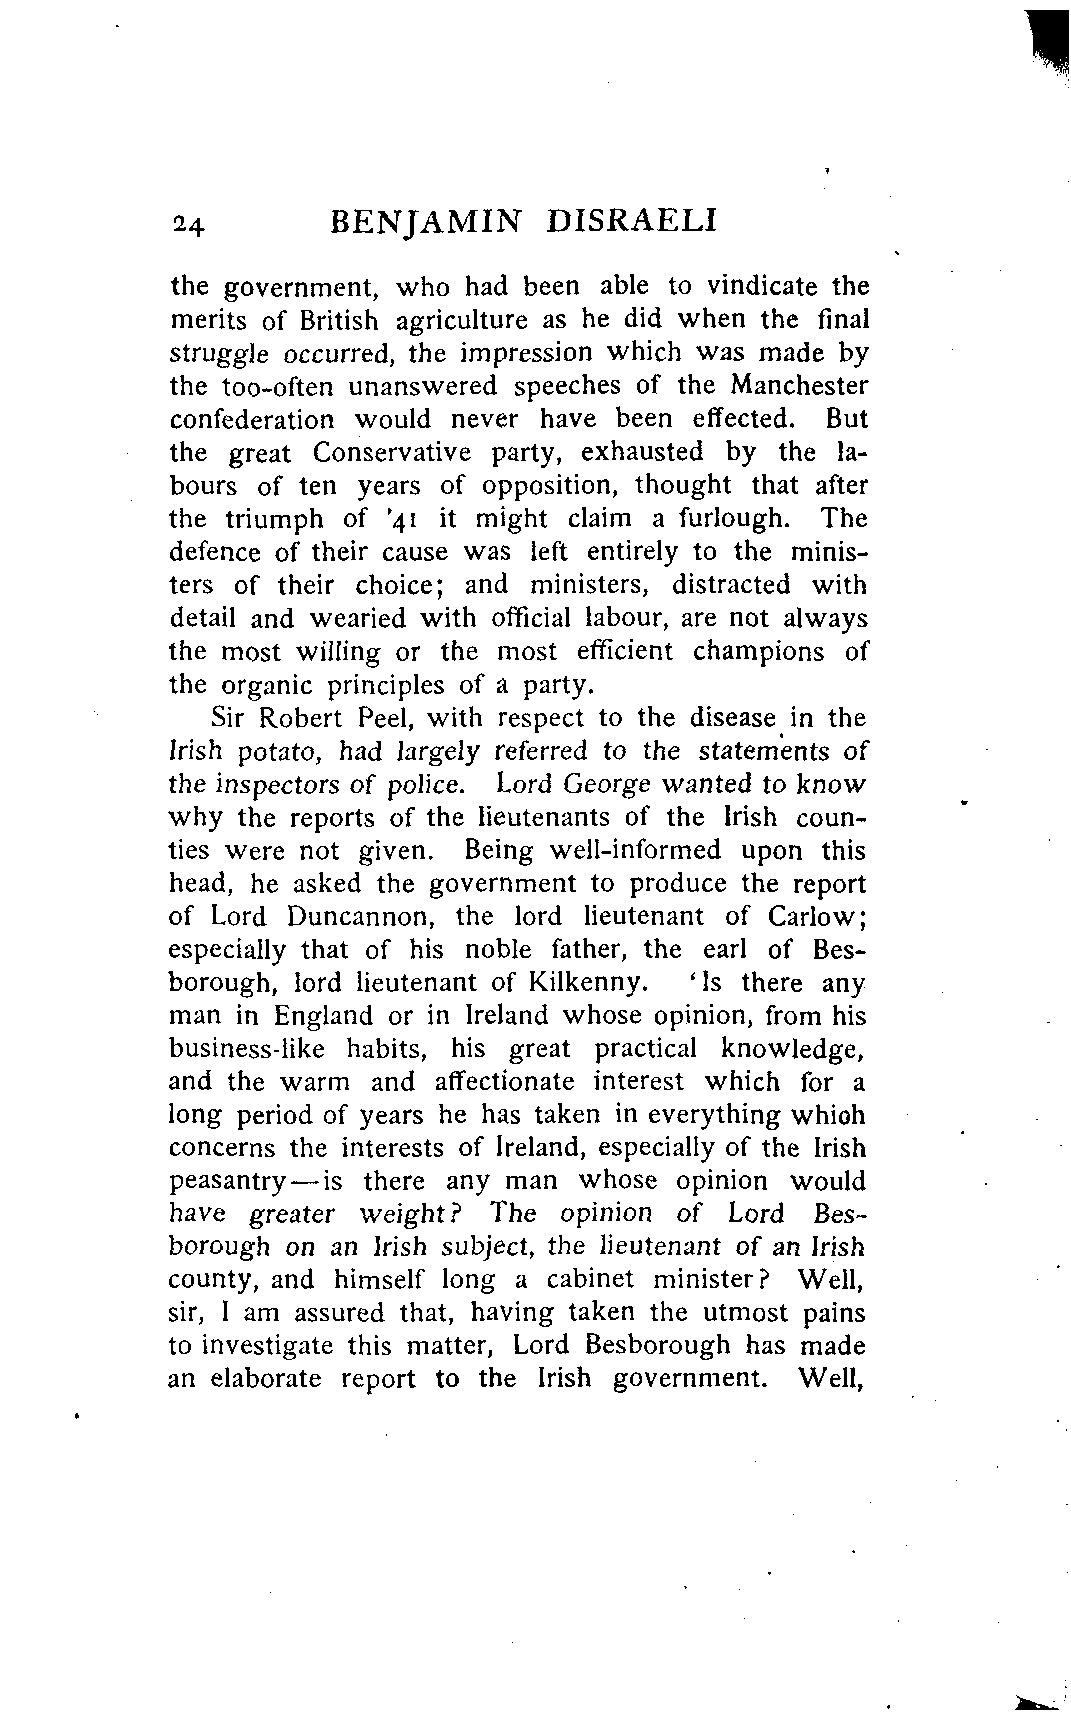 24 BENJAMIN DISRAELI
the government, who had been able to vindicate the
merits of British agriculture as he did when the final
struggle occurred, the impression which was made by
the too-often unanswered speeches of the Manchester
confederation would never have been effected. But
the great Conservative party, exhausted by the la-
bours of ten years of opposition, thought that after
the triumph of '41 it might claim a furlough. The
defence of their cause was left entirely to the minis-
ters of their choice; and ministers, distracted with
detail and wearied with official labour, are not always
the most willing or the most efficient champions of
the organic principles of a party.
Sir Robert Peel, with respect to the disease in the
Irish potato, had largely referred to the statements of
the inspectors of police. Lord George wanted to know
why the reports of the lieutenants of the Irish coun-
ties were not given. Being well-informed upon this
head, he asked the government to produce the report
of Lord Duncannon, the lord lieutenant of Carlow;
especially that of his noble father, the earl of Bes-
borough, lord lieutenant of Kilkenny. 'Is there any
man in England or in Ireland whose opinion, from his
business-like habits, his great practical knowledge,
and the warm and affectionate interest which for a
long period of years he has taken in everything which
concerns the interests of Ireland, especially of the Irish
peasantry—is there any man whose opinion would
have greater weight? The opinion of Lord Bes-
borough on an Irish subject, the lieutenant of an Irish
county, and himself long a cabinet minister? Well,
sir, I am assured that, having taken the utmost pains
to investigate this matter, Lord Besborough has made
an elaborate report to the Irish government. Well,